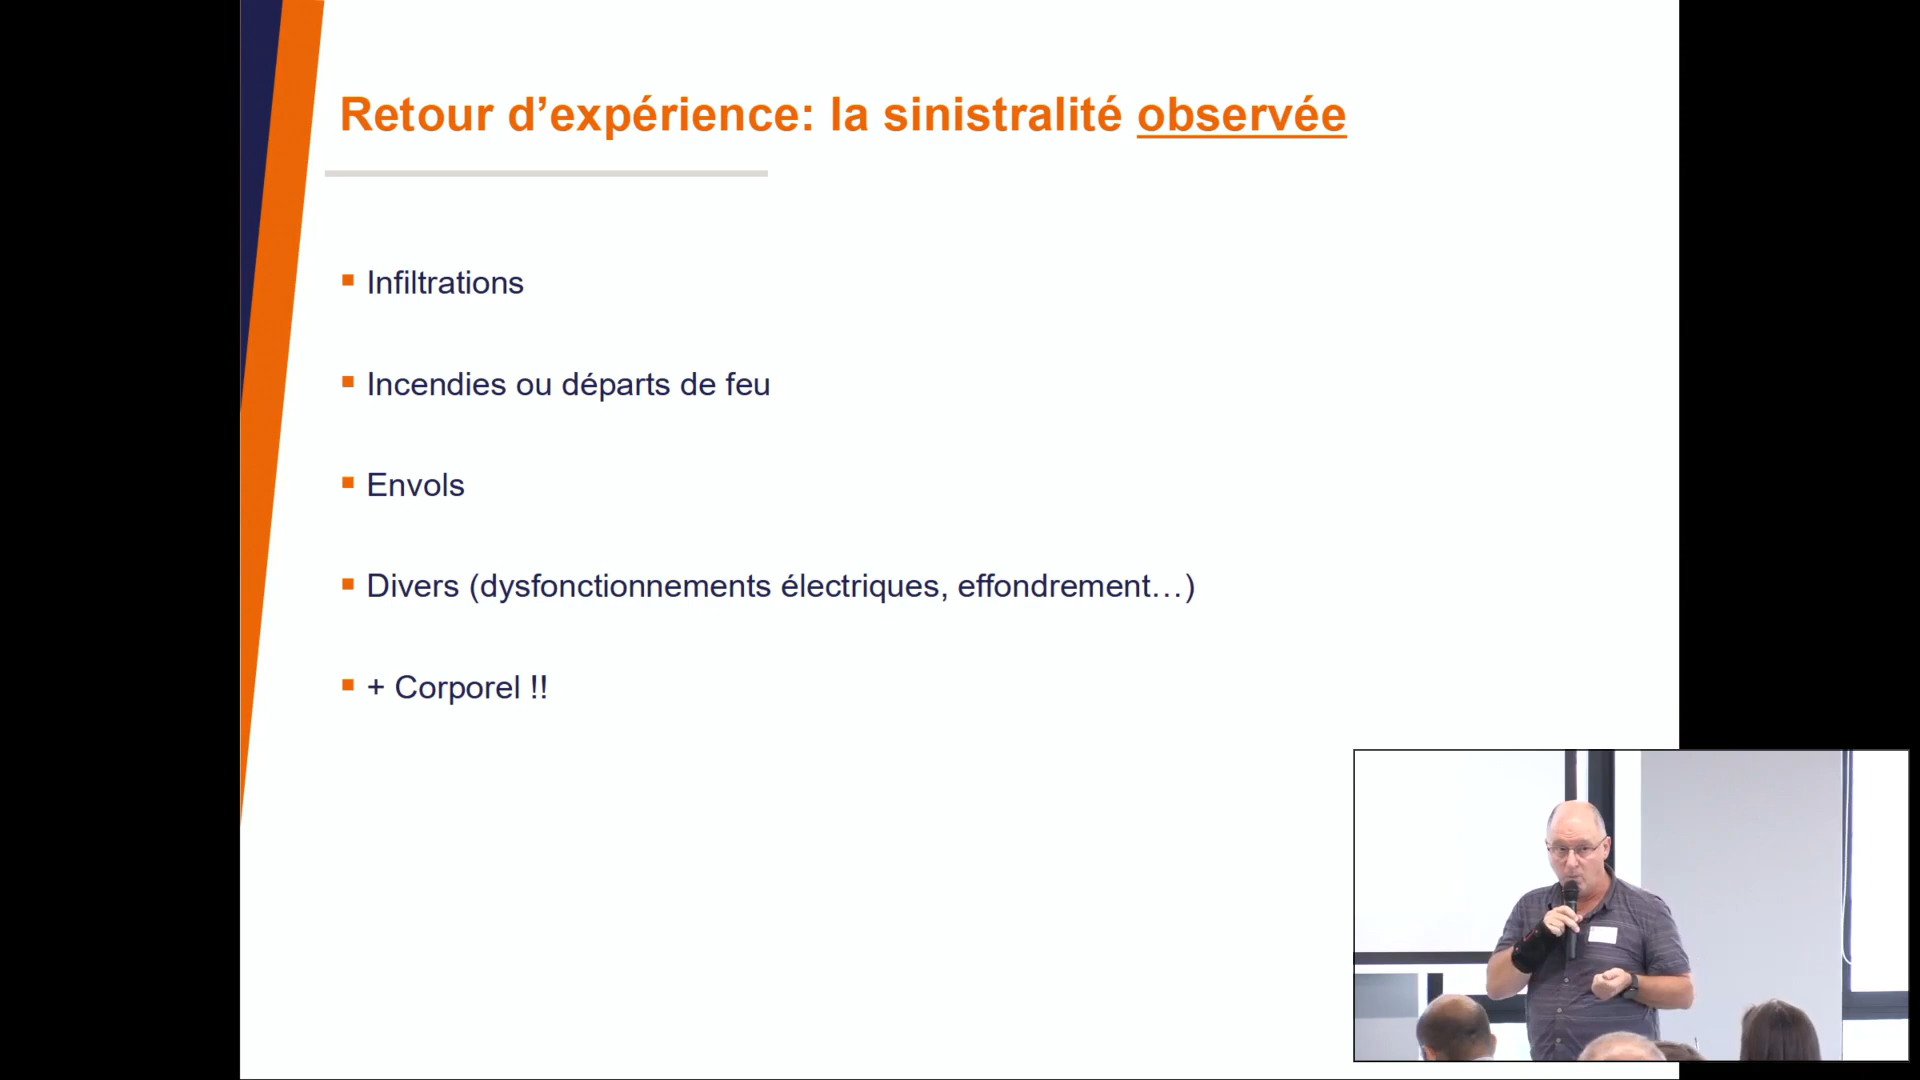 Retour d’expérience: la sinistralité observée
Infiltrations
Incendies ou départs de feu
Envols
Divers (dysfonctionnements électriques, effondrement…)
+ Corporel !!